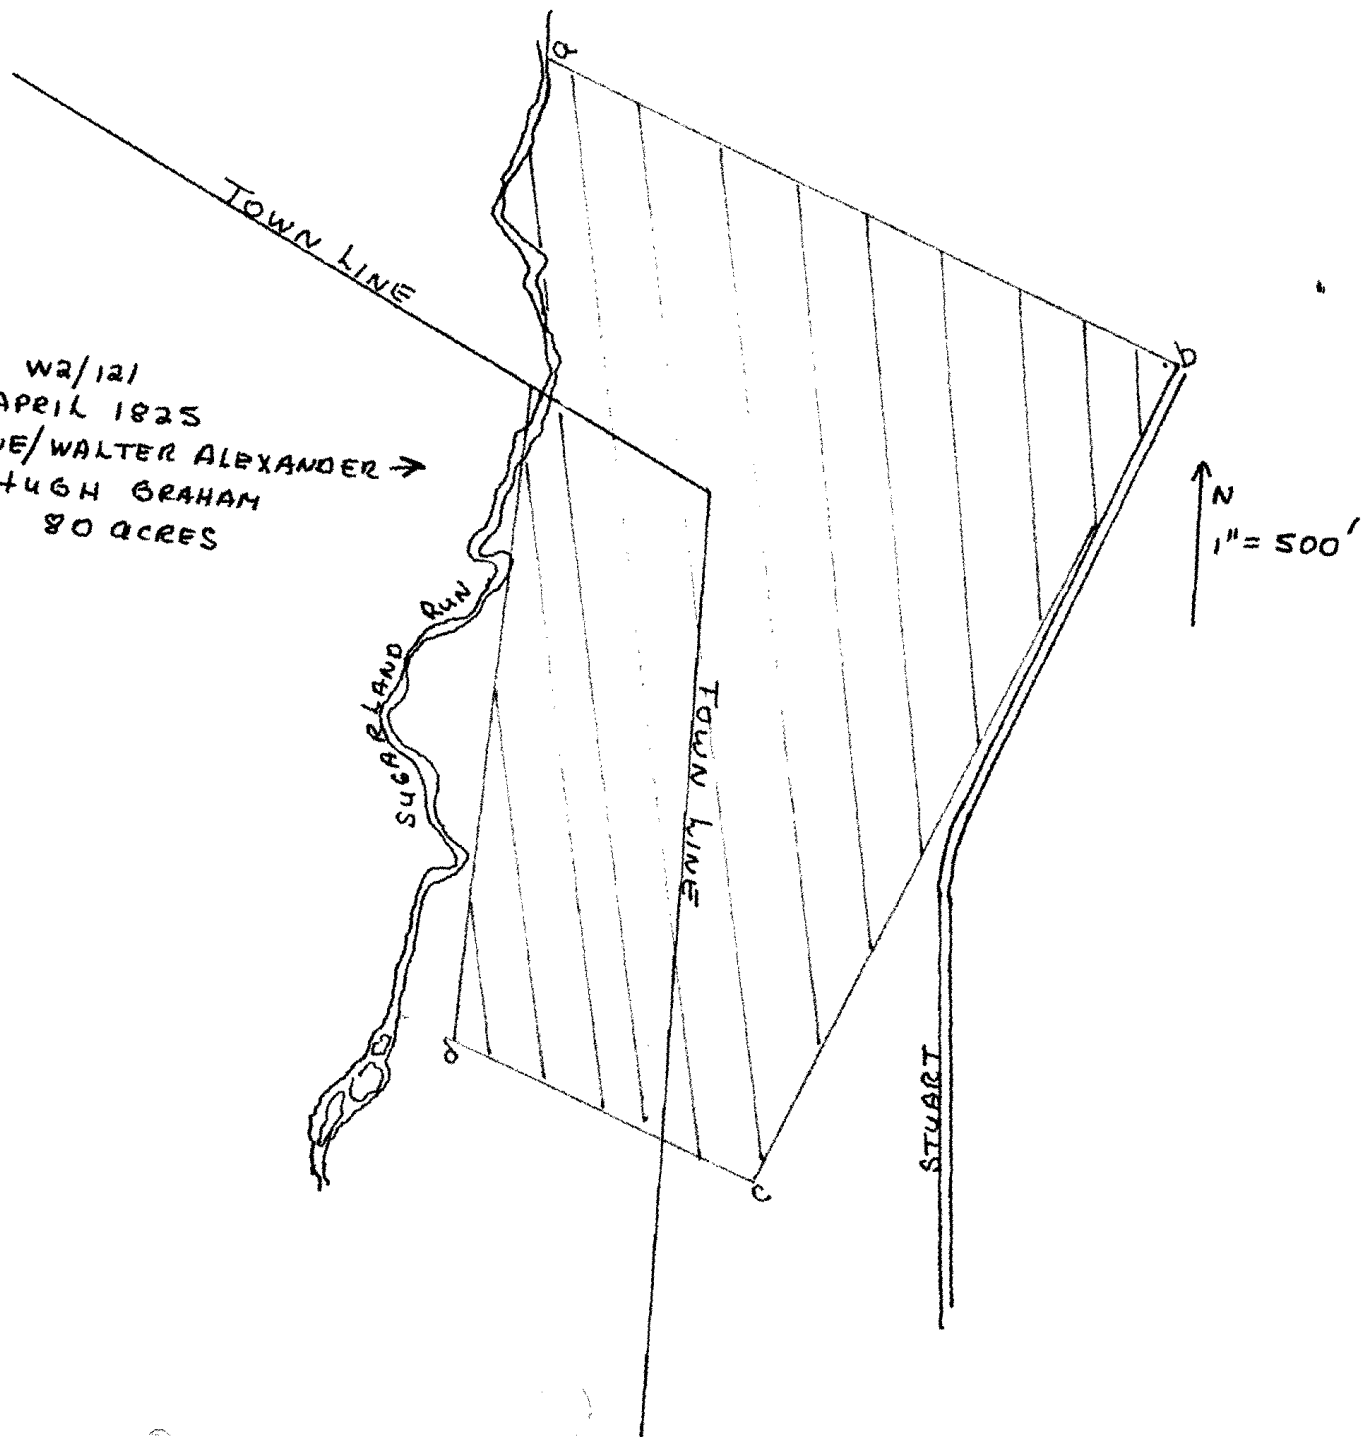 a
TOWN LINE
b
W2/121
APRIL 1825
/WALTER ALEXANDER →
HUGH GRAHAM
80 ACRES
N
1" = 500'
SUGARLAND RUN
TOWN LINE
d
c
STUART